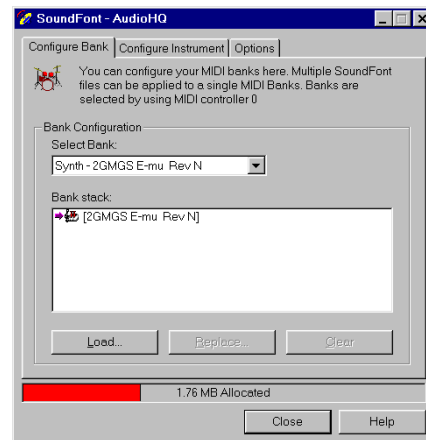 SoundFont - AudioHQ
Configure Bank Configure Instrument Options
You can configure your MIDI banks here. Multiple SoundFont
files can be applied to a single MIDI Banks. Banks are
selected by using MIDI controller 0
Bank Configuration
Select Bank:
Synth - 2GMGS E-mu Rev N
Bank stack:
[2GMGS E-mu Rev N]
Load... Replace... Clear
1.76 MB Allocated
Close Help